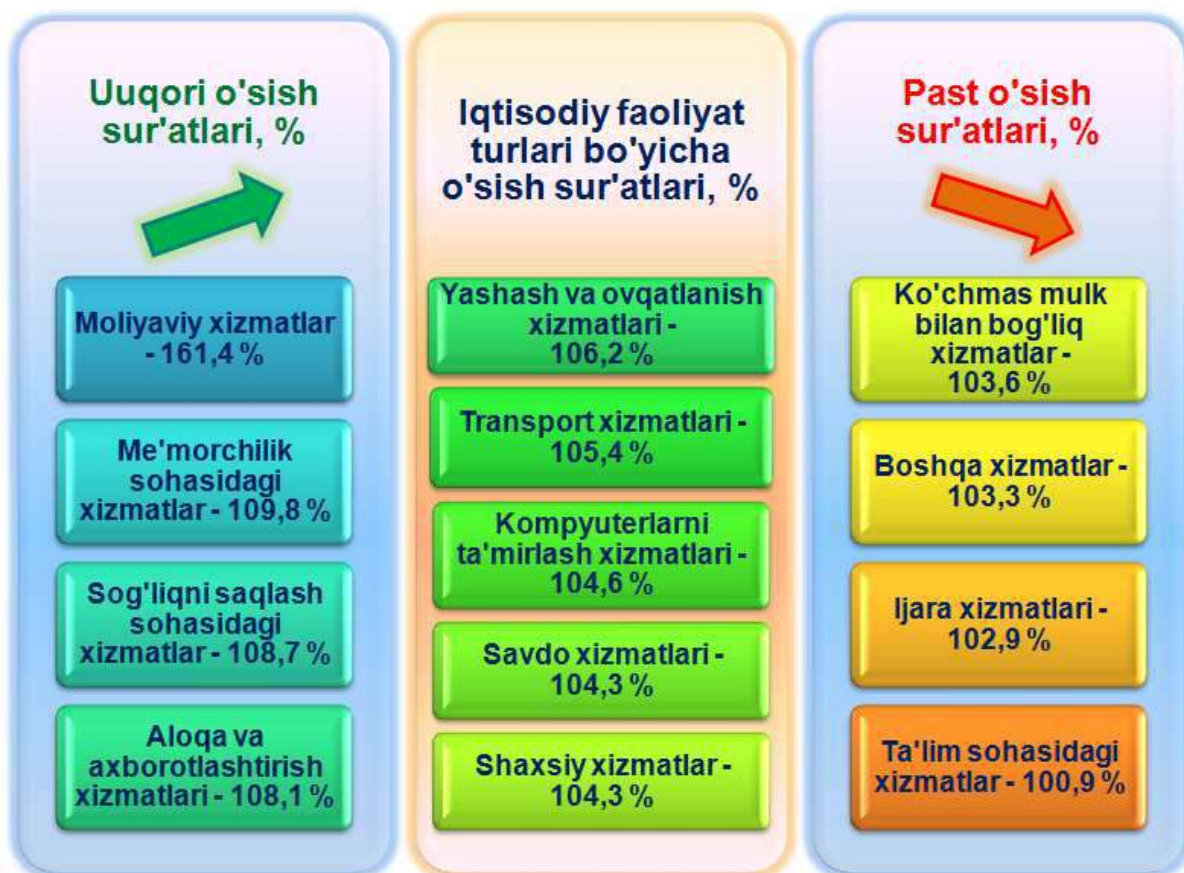 Uuqori o'sish
sur'atlari, %
Moliyaviy xizmatlar
- 161,4 %
Me'morchilik
sohasidagi
xizmatlar - 109,8 %
Sog'liqni saqlash
sohasidagi
xizmatlar - 108,7 %
Aloqa va
axborotlashtirish
xizmatlari - 108,1 %
Iqtisodiy faoliyat
turlari bo'yicha
o'sish sur'atlari, %
Yashash va ovqatlanish
xizmatlari -
106,2 %
Transport xizmatlari -
105,4 %
Kompyuterlarni
ta'mirlash xizmatlari -
104,6 %
Savdo xizmatlari -
104,3 %
Shaxsiy xizmatlar -
104,3 %
Past o'sish
sur'atlari, %
Ko'chmas mulk
bilan bog'liq
xizmatlar -
103,6 %
Boshqa xizmatlar -
103,3 %
Ijara xizmatlari -
102,9 %
Ta'lim sohasidagi
xizmatlar - 100,9 %